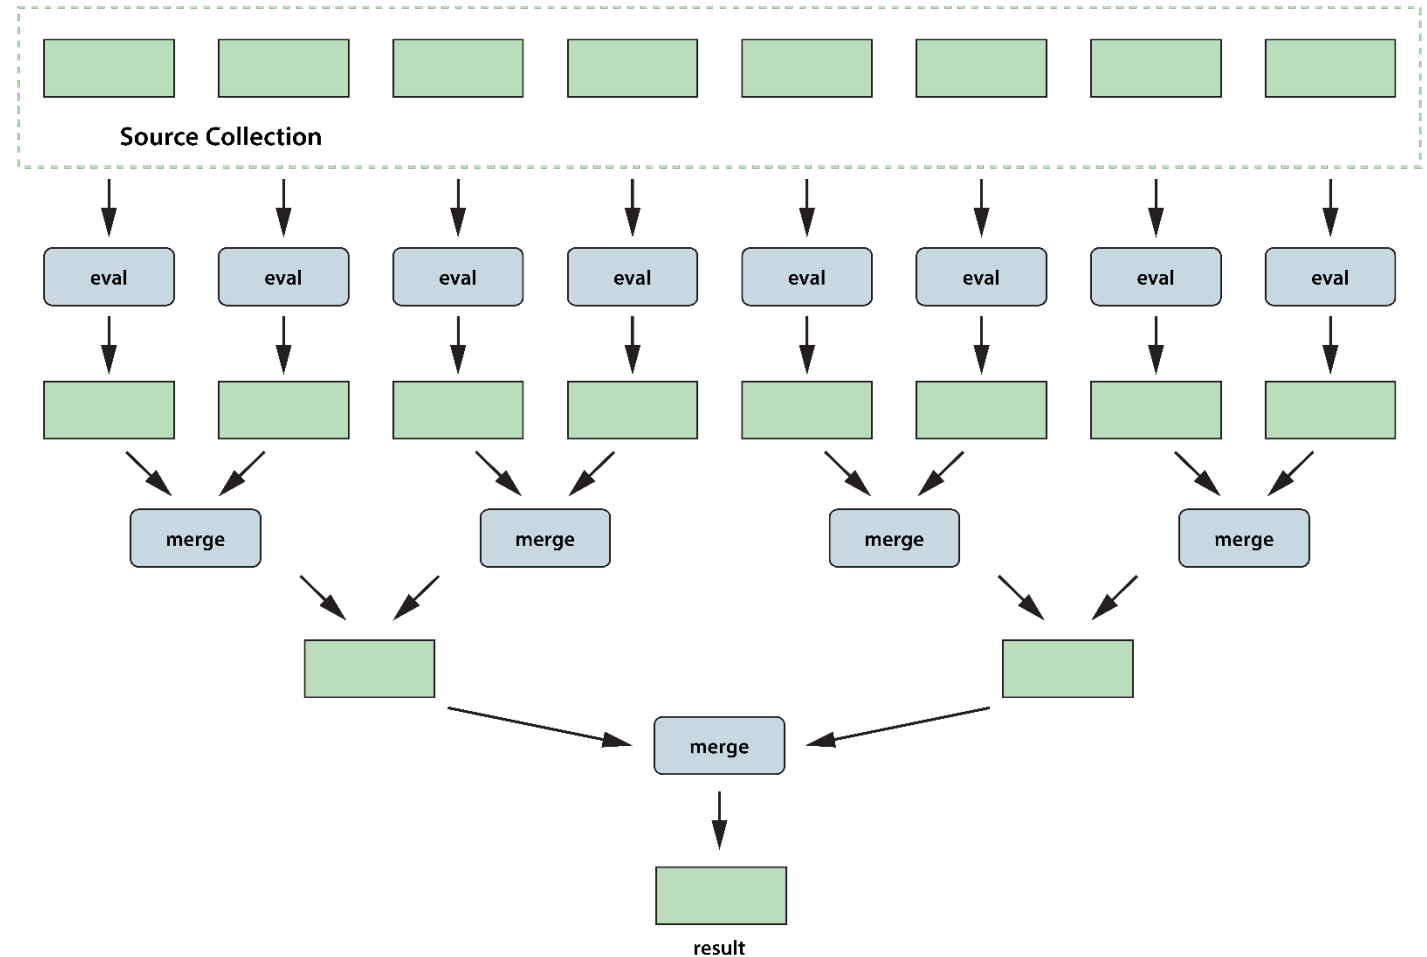 Source Collection
eval eval eval eval eval eval eval eval
merge merge merge merge
merge
result